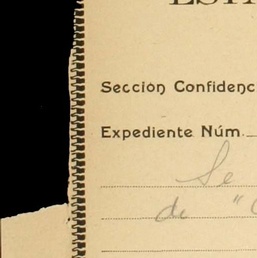 Sección Confidenc
Expediente Núm.
Se
de "